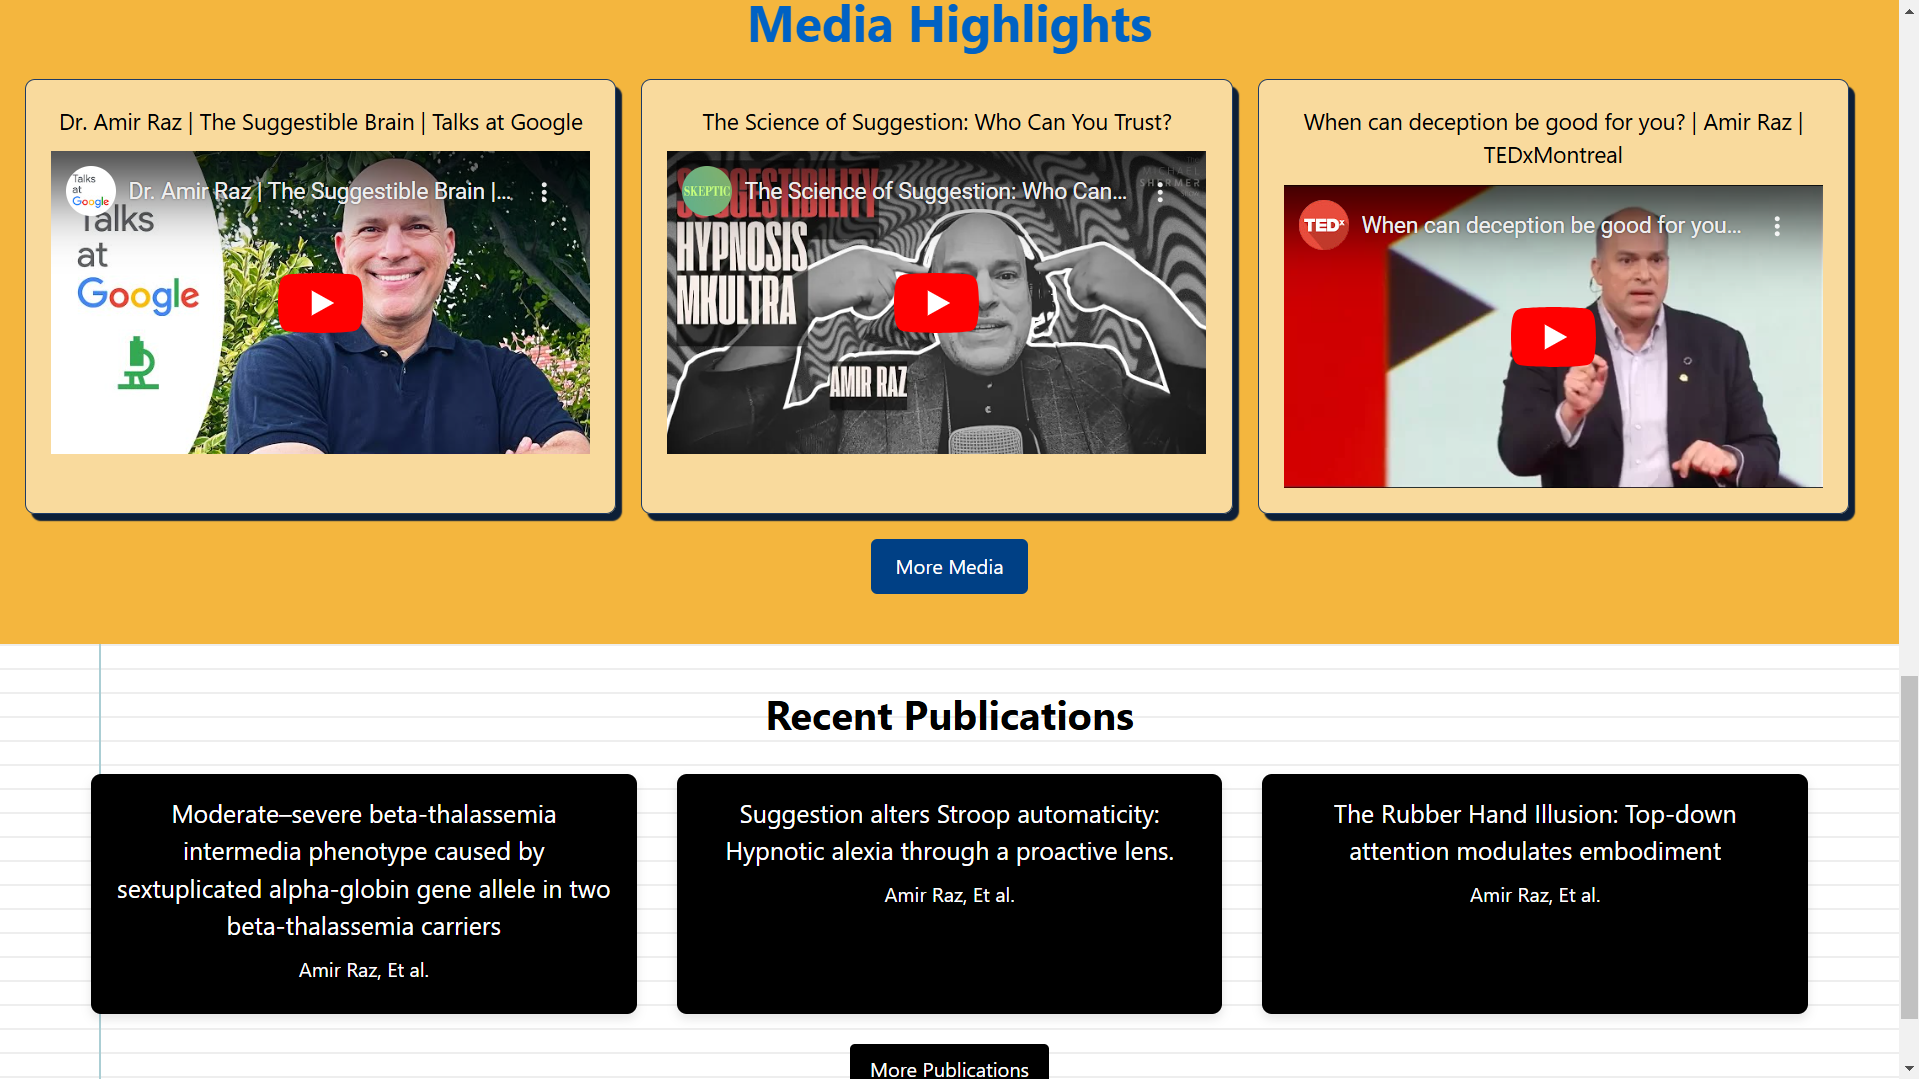 Media Highlights
Dr. Amir Raz | The Suggestible Brain | Talks at Google
Talks
at
Google
Dr. Amir Raz | The Suggestible Brain |...
Talks
at
Google
The Science of Suggestion: Who Can You Trust?
SKEPTIC
The Science of Suggestion: Who Can...
MICHAEL
SHERMER
SUGGESTIBILITY
HYPNOSIS
MKULTRA
AMIR RAZ
When can deception be good for you? | Amir Raz |
TEDxMontreal
TEDx
When can deception be good for you...
More Media
Recent Publications
Moderate–severe beta-thalassemia
intermedia phenotype caused by
sextuplicated alpha-globin gene allele in two
beta-thalassemia carriers
Amir Raz, Et al.
Suggestion alters Stroop automaticity:
Hypnotic alexia through a proactive lens.
Amir Raz, Et al.
The Rubber Hand Illusion: Top-down
attention modulates embodiment
Amir Raz, Et al.
More Publications